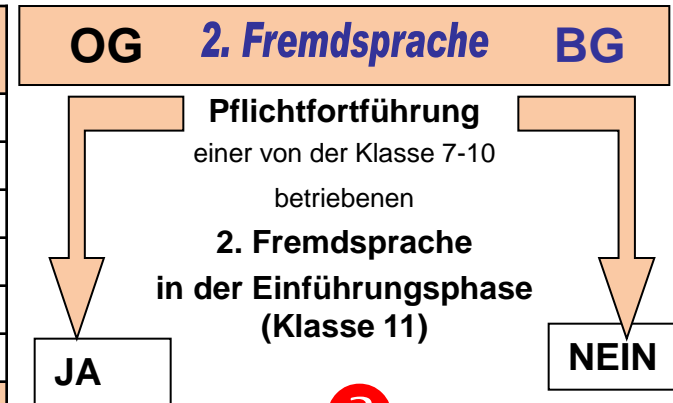 OG 2. Fremdsprache BG
Pflichtfortführung
einer von der Klasse 7-10
betriebenen
2. Fremdsprache
in der Einführungsphase
(Klasse 11)
JA
NEIN